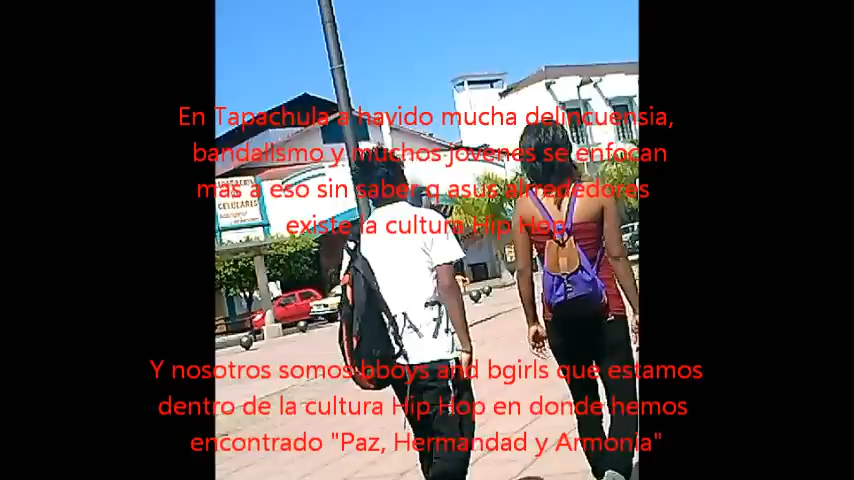 En Tapachula a havido mucha delincuensia,
bandalismo y muchos jovenes se enfocan
mas a eso sin saber q asus alrrededores
existe la cultura Hip Hop.
CELULARES
Y nosotros somos bboys and bgirls que estamos
dentro de la cultura Hip Hop en donde hemos
encontrado "Paz, Hermandad y Armonia"